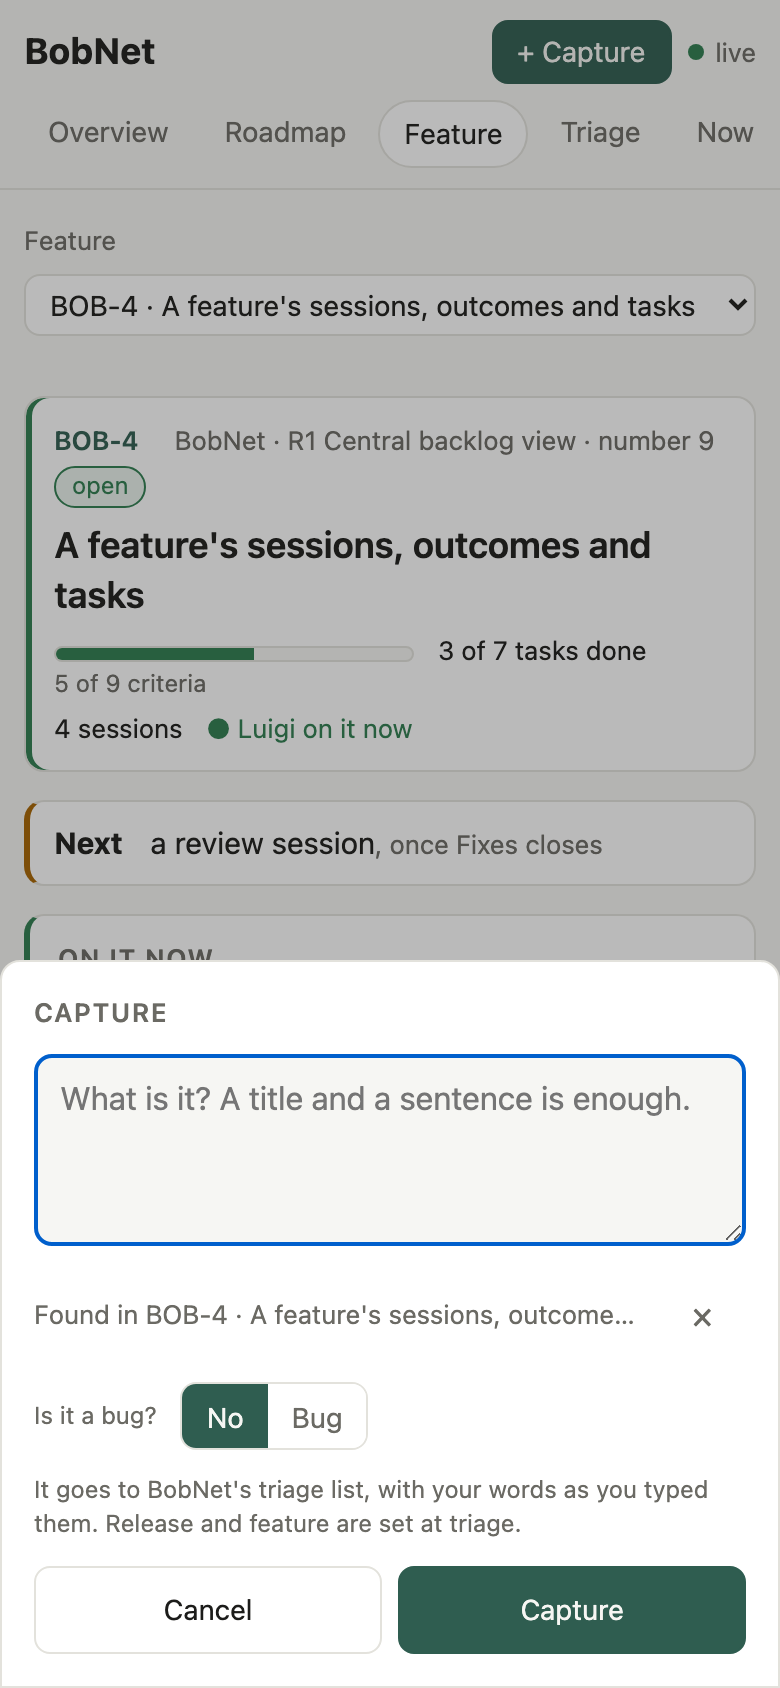 BobNet
+ Capture
live
Overview
Roadmap
Feature
Triage
Now
Feature
BOB-4 · A feature's sessions, outcomes and tasks
BOB-4 BobNet · R1 Central backlog view · number 9
open
A feature's sessions, outcomes and
tasks
3 of 7 tasks done
5 of 9 criteria
4 sessions
Luigi on it now
Next a review session, once Fixes closes
ON IT NOW
CAPTURE
What is it? A title and a sentence is enough.
Found in BOB-4 · A feature's sessions, outcome...
×
Is it a bug?
No
Bug
It goes to BobNet's triage list, with your words as you typed
them. Release and feature are set at triage.
Cancel
Capture